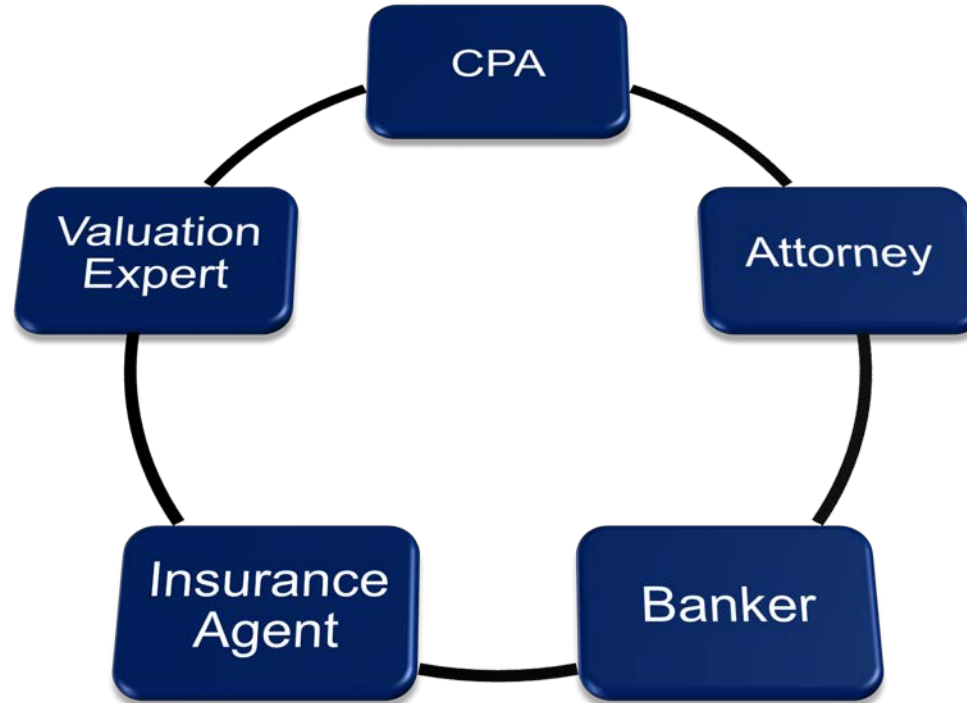 CPA
Attorney
Banker
Insurance
Agent
Valuation
Expert